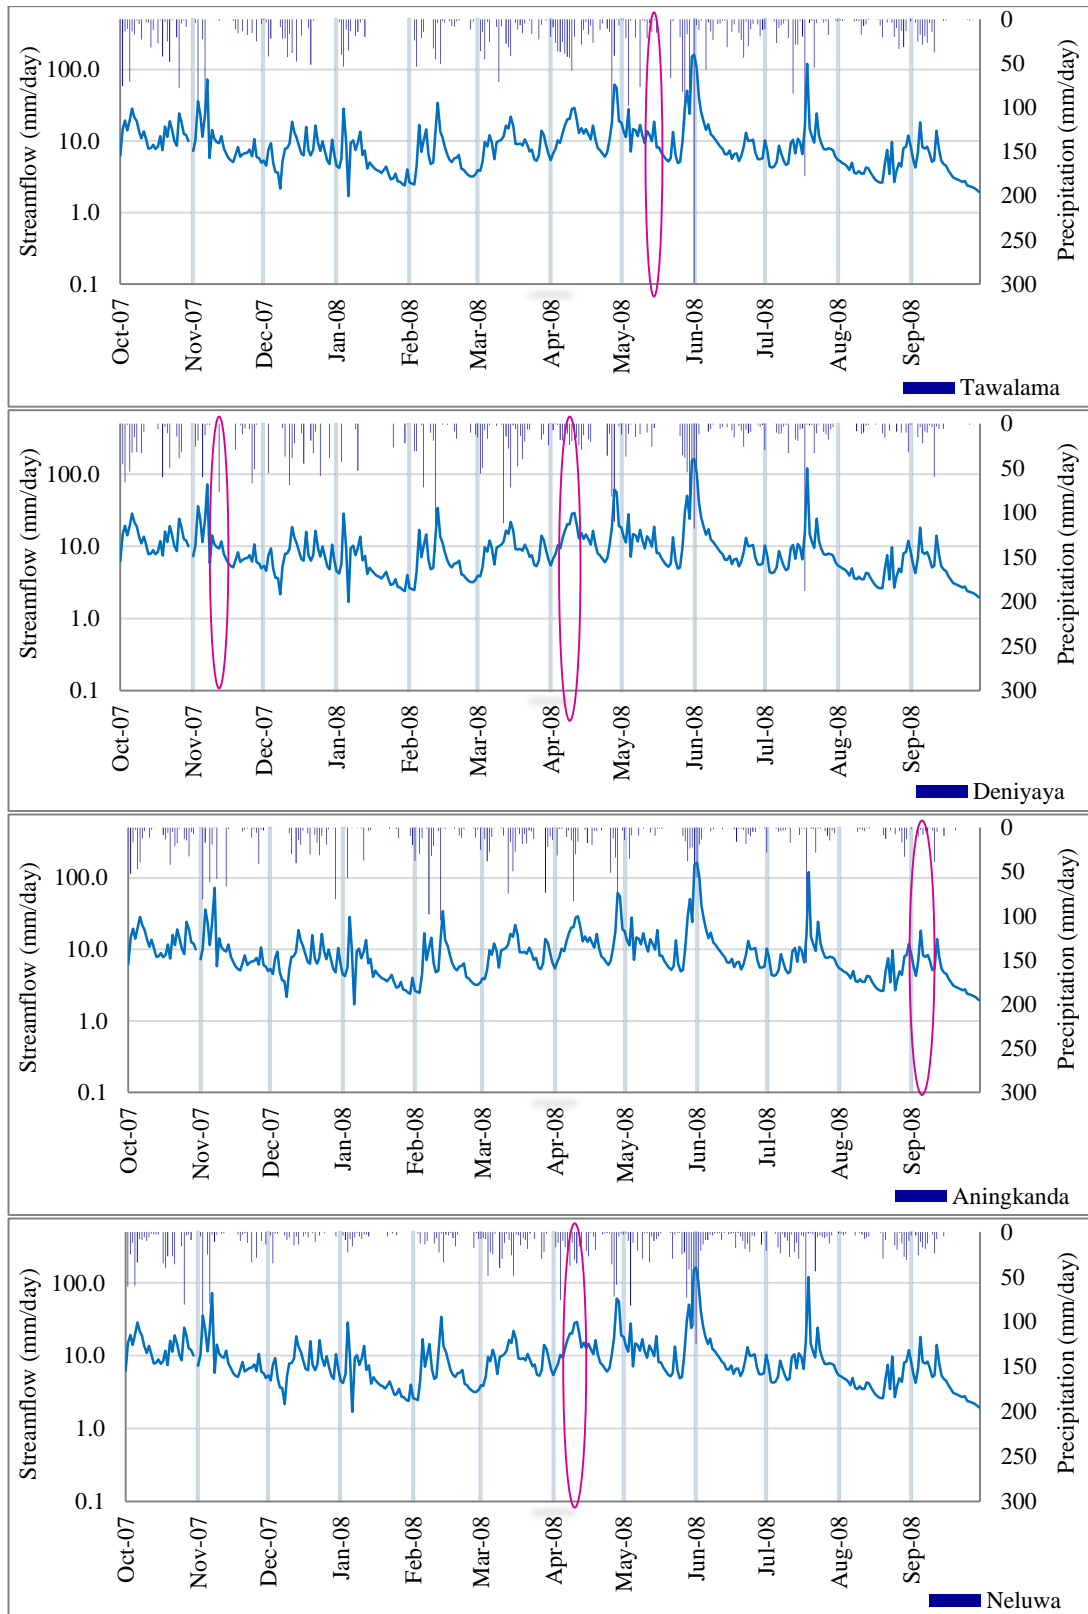 Streamflow (mm/day)
100.0
10.0
1.0
0.1
0
50
100
150
200
250
300
Precipitation (mm/day)
Oct-07
Nov-07
Dec-07
Jan-08
Feb-08
Mar-08
Apr-08
May-08
Jun-08
Jul-08
Aug-08
Sep-08
Tawalama
Streamflow (mm/day)
100.0
10.0
1.0
0.1
0
50
100
150
200
250
300
Precipitation (mm/day)
Oct-07
Nov-07
Dec-07
Jan-08
Feb-08
Mar-08
Apr-08
May-08
Jun-08
Jul-08
Aug-08
Sep-08
Deniyaya
Streamflow (mm/day)
100.0
10.0
1.0
0.1
0
50
100
150
200
250
300
Precipitation (mm/day)
Oct-07
Nov-07
Dec-07
Jan-08
Feb-08
Mar-08
Apr-08
May-08
Jun-08
Jul-08
Aug-08
Sep-08
Aningkanda
Streamflow (mm/day)
100.0
10.0
1.0
0.1
0
50
100
150
200
250
300
Precipitation (mm/day)
Oct-07
Nov-07
Dec-07
Jan-08
Feb-08
Mar-08
Apr-08
May-08
Jun-08
Jul-08
Aug-08
Sep-08
Neluwa